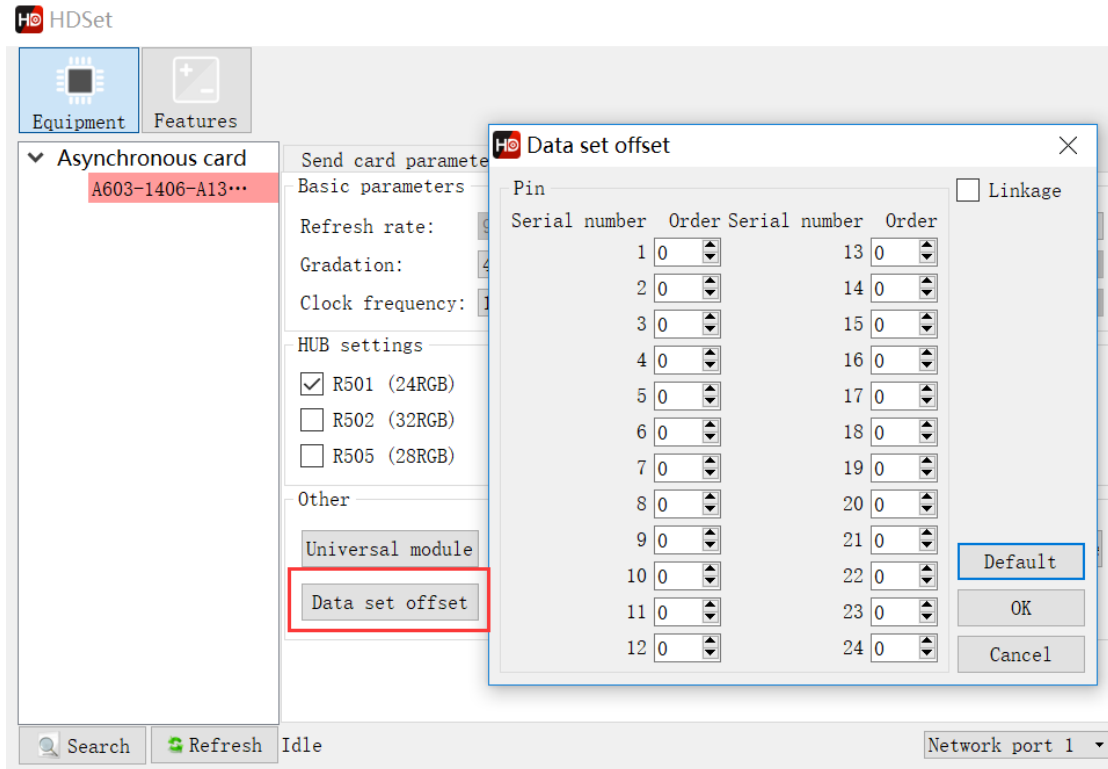 HD HDSet
Equipment Features
Asynchronous card
A603-1406-A13···
Send card paramete
Basic parameters
Refresh rate:
Gradation:
Clock frequency:
HUB settings
R501 (24RGB)
R502 (32RGB)
R505 (28RGB)
Other
Universal module
Data set offset
HD Data set offset
Pin
Linkage
Serial number Order Serial number Order
1 0 13 0
2 0 14 0
3 0 15 0
4 0 16 0
5 0 17 0
6 0 18 0
7 0 19 0
8 0 20 0
9 0 21 0
10 0 22 0
11 0 23 0
12 0 24 0
Default
OK
Cancel
Search Refresh Idle Network port 1